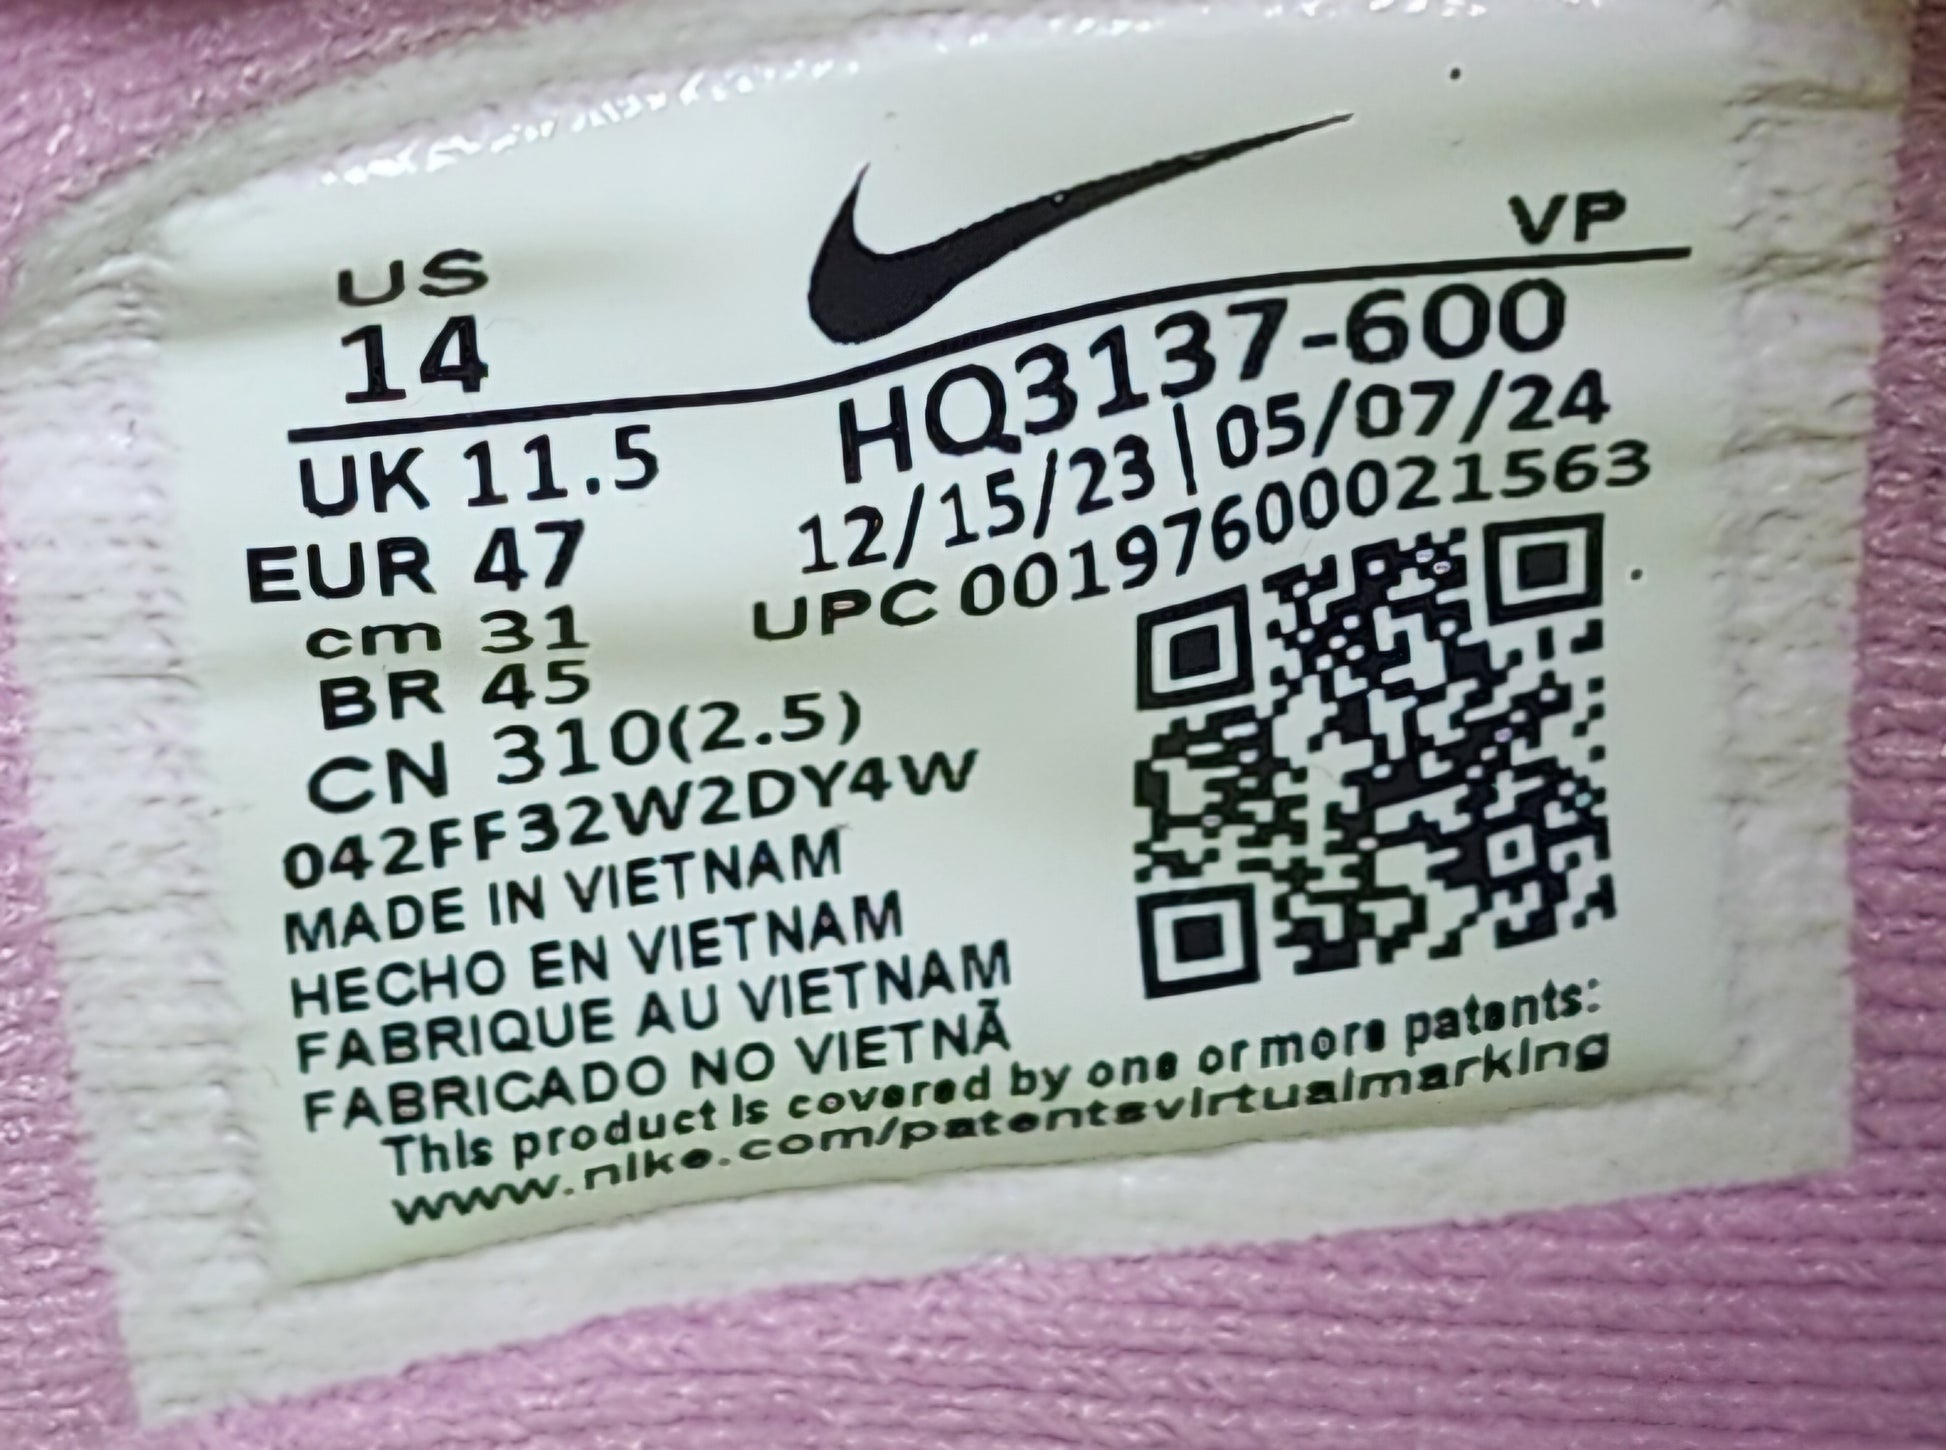 VP
US
14
HQ3137-600
12/15/23 | 05/07/24
UPC 00197600021563
UK 11.5
EUR 47
cm 31
BR 45
CN 310(2.5)
042FF32W2DY4W
MADE IN VIETNAM
HECHO EN VIETNAM
FABRIQUE AU VIETNAM
FABRICADO NO VIETNÃ
This product is covered by one or more patents:
www.nike.com/patentsvirtualmarking